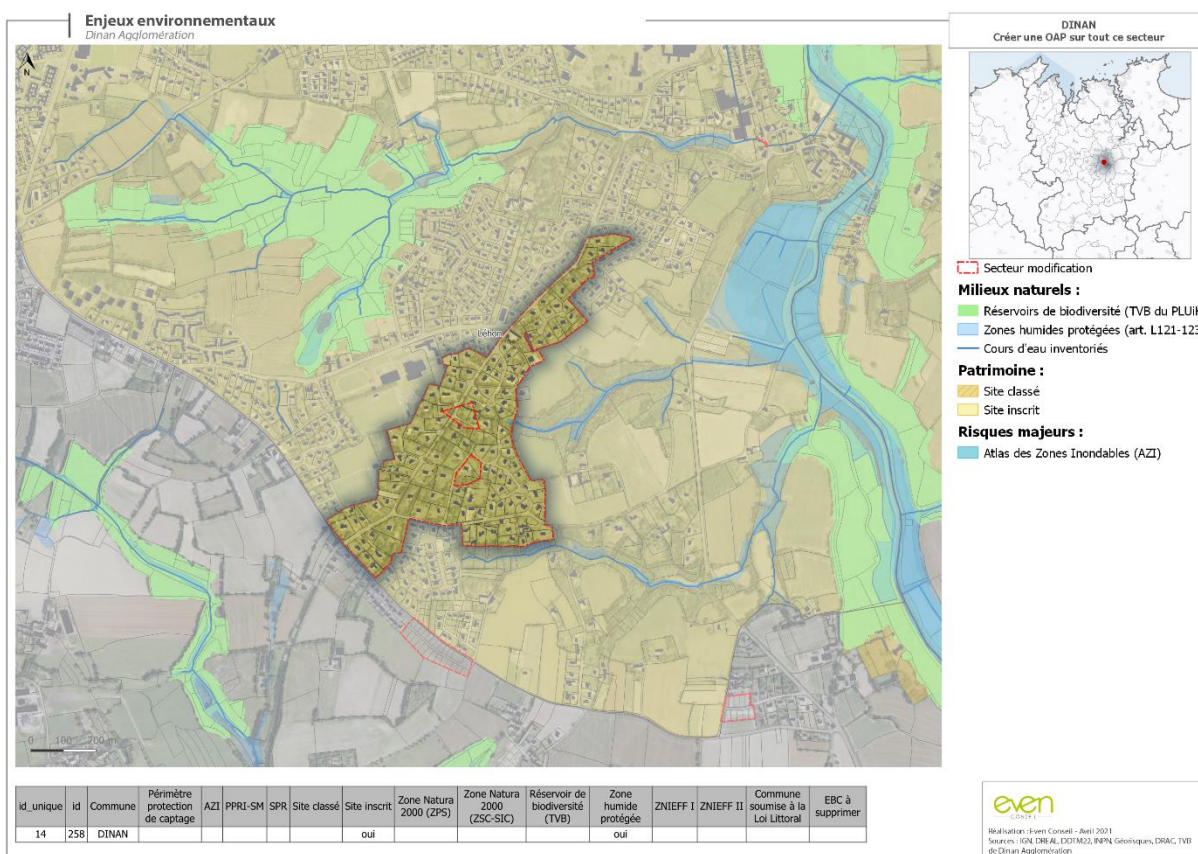 Enjeux environnementaux
Dinan Agglomération
DINAN
Créer une OAP sur tout ce secteur
N
Léhon
0 100 200 m
Secteur modification
Milieux naturels :
Réservoirs de biodiversité (TVB du PLUiH
Zones humides protégées (art. L121-123
Cours d'eau inventoriés
Patrimoine :
Site classé
Site inscrit
Risques majeurs :
Atlas des Zones Inondables (AZI)
id_unique id Commune Périmètre protection de captage AZI PPRI-SM SPR Site classé Site inscrit Zone Natura 2000 (ZPS) Zone Natura 2000 (ZSC-SIC) Réservoir de biodiversité (TVB) Zone humide protégée ZNIEFF I ZNIEFF II Commune soumise à la Loi Littoral EBC à supprimer
14 258 DINAN oui oui
even
CONSEIL
Réalisation : Even Conseil - Avril 2021
Sources : IGN, DREAL, DDTM22, INPN, Géorisques, DRAC, TVB
de Dinan Agglomération